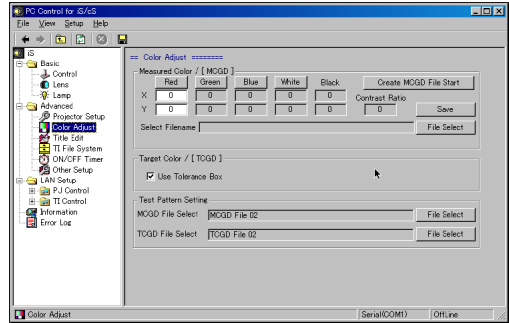 PC Control for iS/cS
File View Setup Help
iS
Basic
Control
Lens
Lamp
Advanced
Projector Setup
Color Adjust
Title Edit
TI File System
ON/OFF Timer
Other Setup
LAN Setup
PJ Control
TI Control
Information
Error Log
== Color Adjust ========
Measured Color / [ MCGD ]
Red Green Blue White Black Create MCGD File Start
X 0 0 0 0 0 Contrast Ratio
Y 0 0 0 0 0 0 Save
Select Filename File Select
Target Color / [ TCGD ]
Use Tolerance Box
Test Pattern Setting
MCGD File Select MCGD File 02 File Select
TCGD File Select TCGD File 02 File Select
Color Adjust Serial(COM1) OffLine